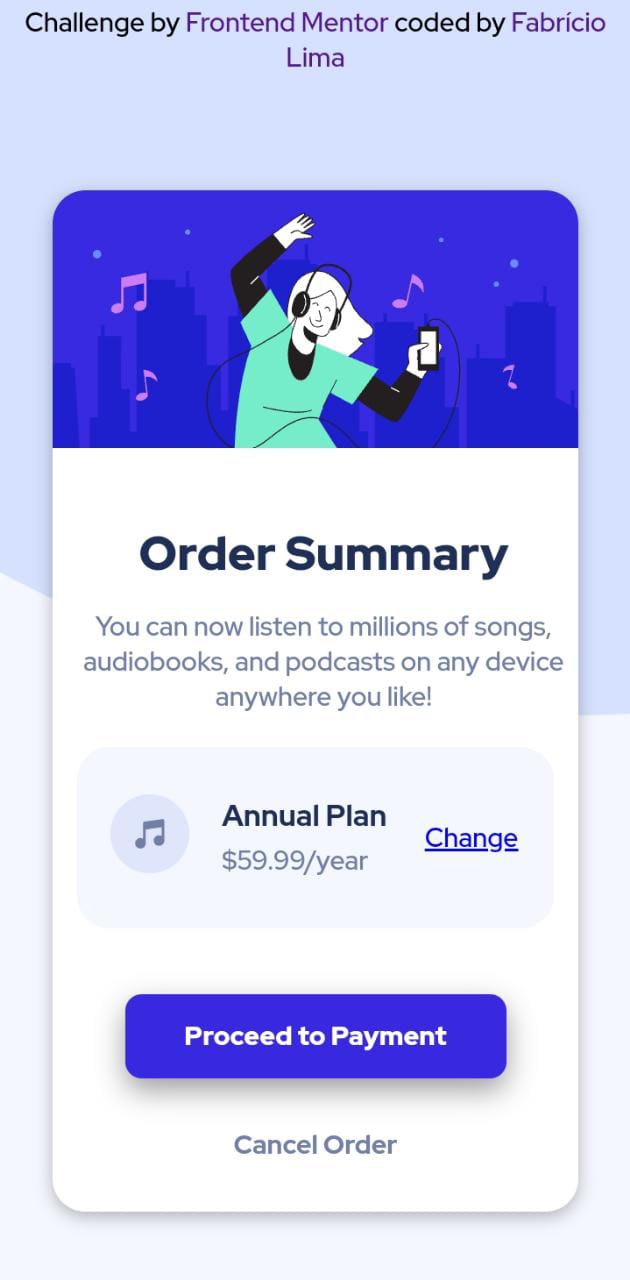 Challenge by Frontend Mentor coded by Fabrício
Lima
Order Summary
You can now listen to millions of songs,
audiobooks, and podcasts on any device
anywhere you like!
Annual Plan
$59.99/year
Change
Proceed to Payment
Cancel Order